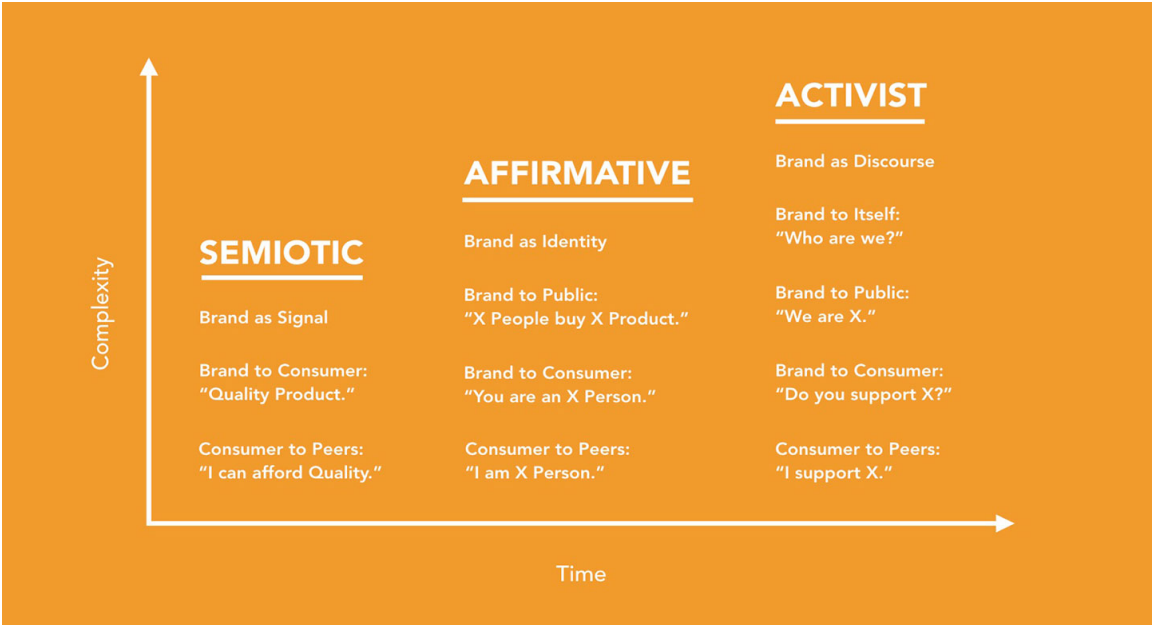 Complexity
SEMIOTIC
Brand as Signal
Brand to Consumer:
“Quality Product.”
Consumer to Peers:
“I can afford Quality.”
AFFIRMATIVE
Brand as Identity
Brand to Public:
“X People buy X Product.”
Brand to Consumer:
“You are an X Person.”
Consumer to Peers:
“I am X Person.”
ACTIVIST
Brand as Discourse
Brand to Itself:
“Who are we?”
Brand to Public:
“We are X.”
Brand to Consumer:
“Do you support X?”
Consumer to Peers:
“I support X.”
Time